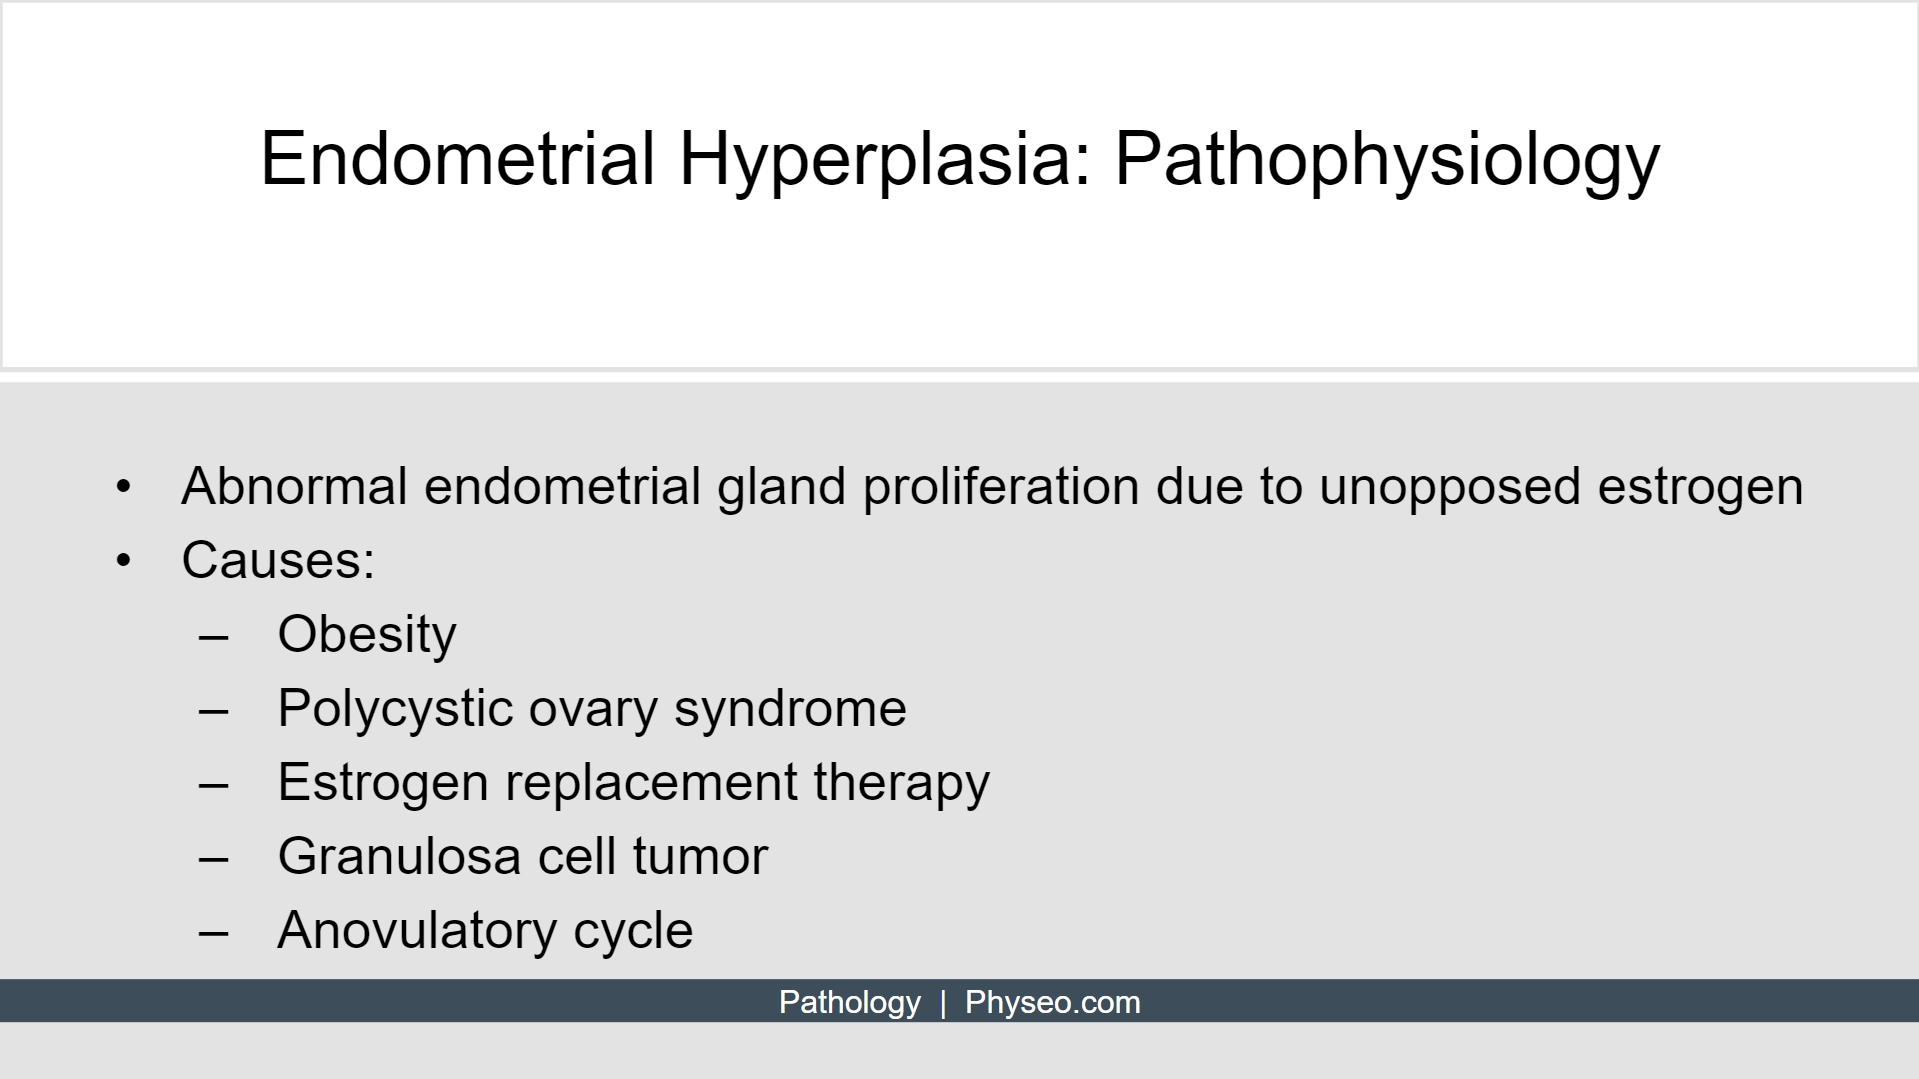 Endometrial Hyperplasia: Pathophysiology
• Abnormal endometrial gland proliferation due to unopposed estrogen
• Causes:
– Obesity
– Polycystic ovary syndrome
– Estrogen replacement therapy
– Granulosa cell tumor
– Anovulatory cycle
Pathology | Physeo.com